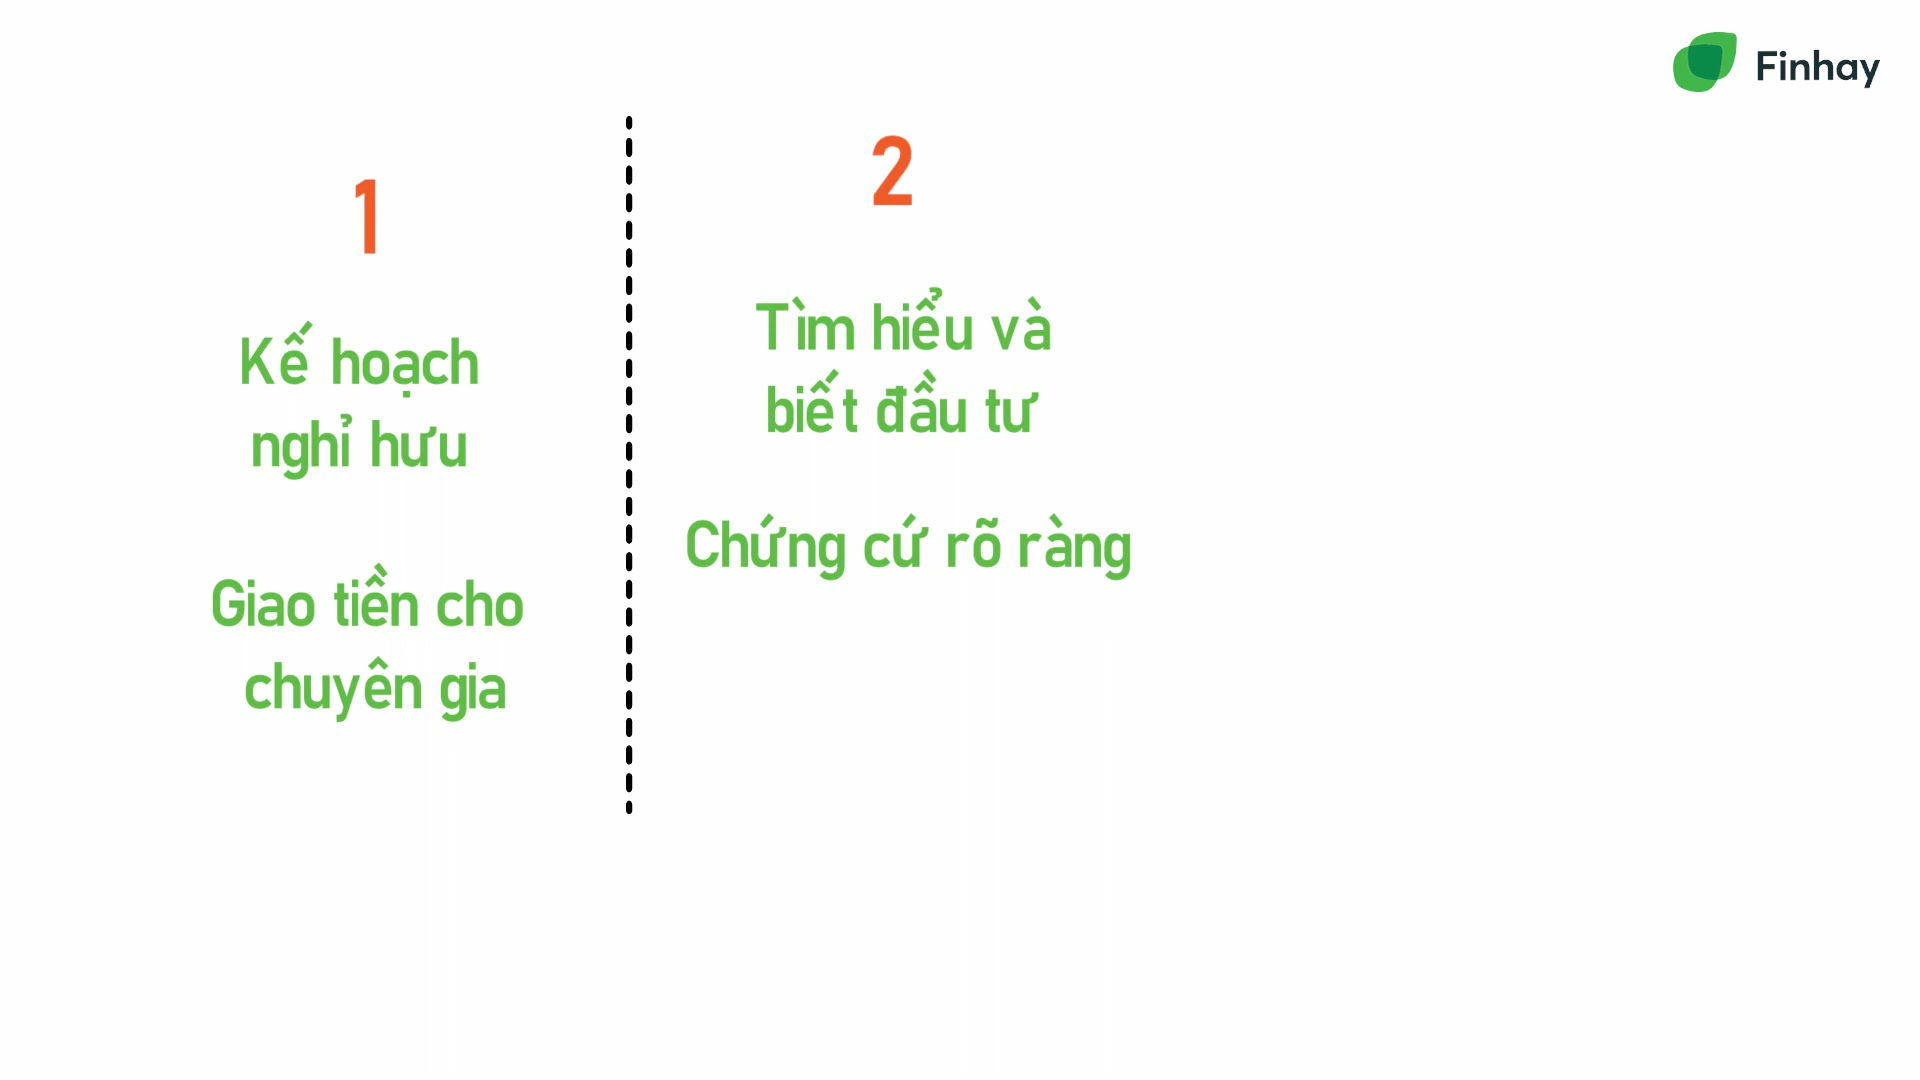 Finhay
1
Kế hoạch
nghỉ hưu
Giao tiền cho
chuyên gia
2
Tìm hiểu và
biết đầu tư
Chứng cứ rõ ràng